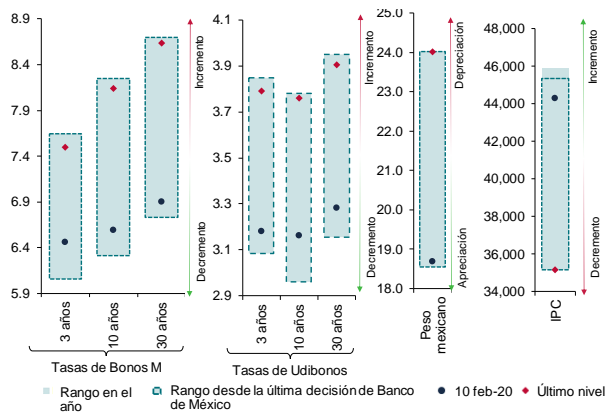 8.9
8.4
7.9
7.4
6.9
6.4
5.9
Incremento
Decremento
3 años
10 años
30 años
Tasas de Bonos M
4.1
3.9
3.7
3.5
3.3
3.1
2.9
Incremento
Decremento
3 años
10 años
30 años
Tasas de Udibonos
25.0
24.0
23.0
22.0
21.0
20.0
19.0
18.0
Depreciación
Apreciación
Peso
mexicano
48,000
46,000
44,000
42,000
40,000
38,000
36,000
34,000
Incremento
Decremento
IPC
Rango en el
año
Rango desde la última decisión de Banco
de México
10 feb-20
Último nivel